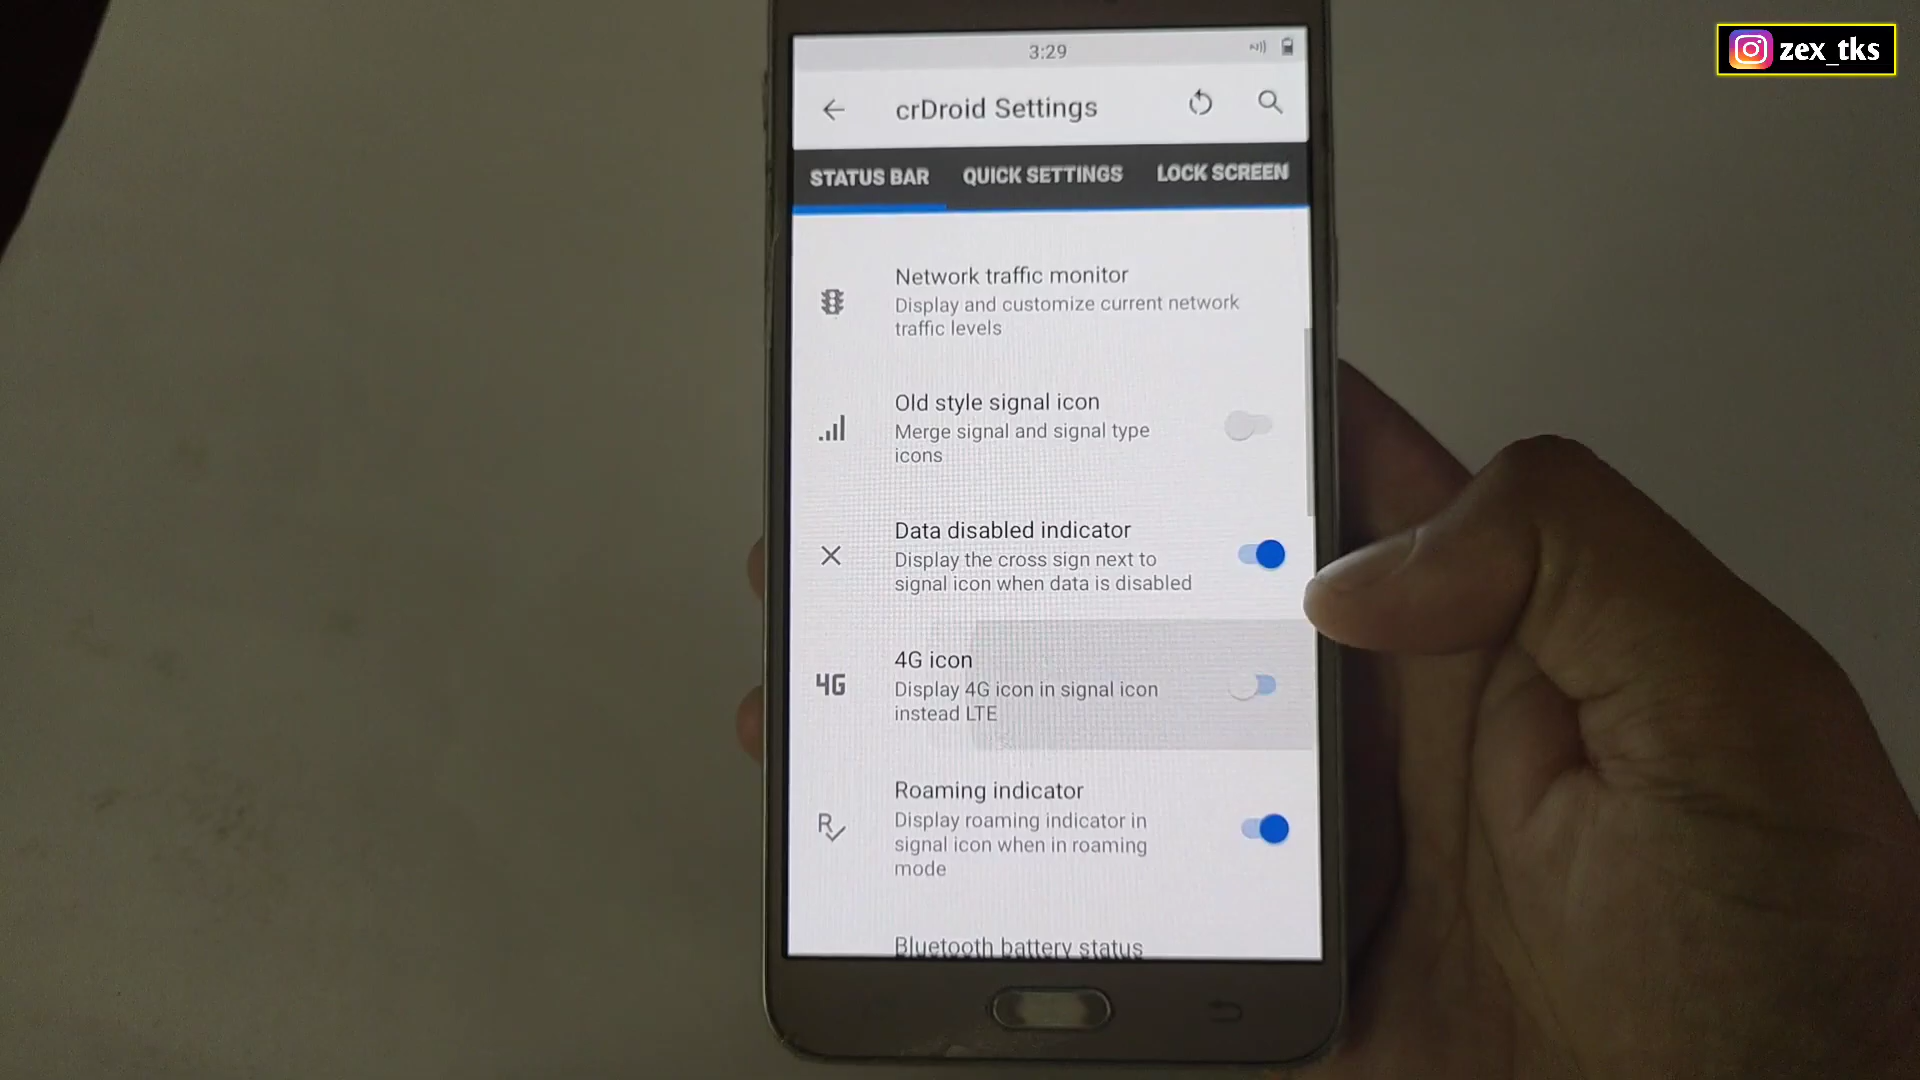 zex_tks
3:29
crDroid Settings
STATUS BAR QUICK SETTINGS LOCK SCREEN
Network traffic monitor
Display and customize current network
traffic levels
Old style signal icon
Merge signal and signal type
icons
Data disabled indicator
Display the cross sign next to
signal icon when data is disabled
4G
4G icon
Display 4G icon in signal icon
instead LTE
R
Roaming indicator
Display roaming indicator in
signal icon when in roaming
mode
Bluetooth battery status